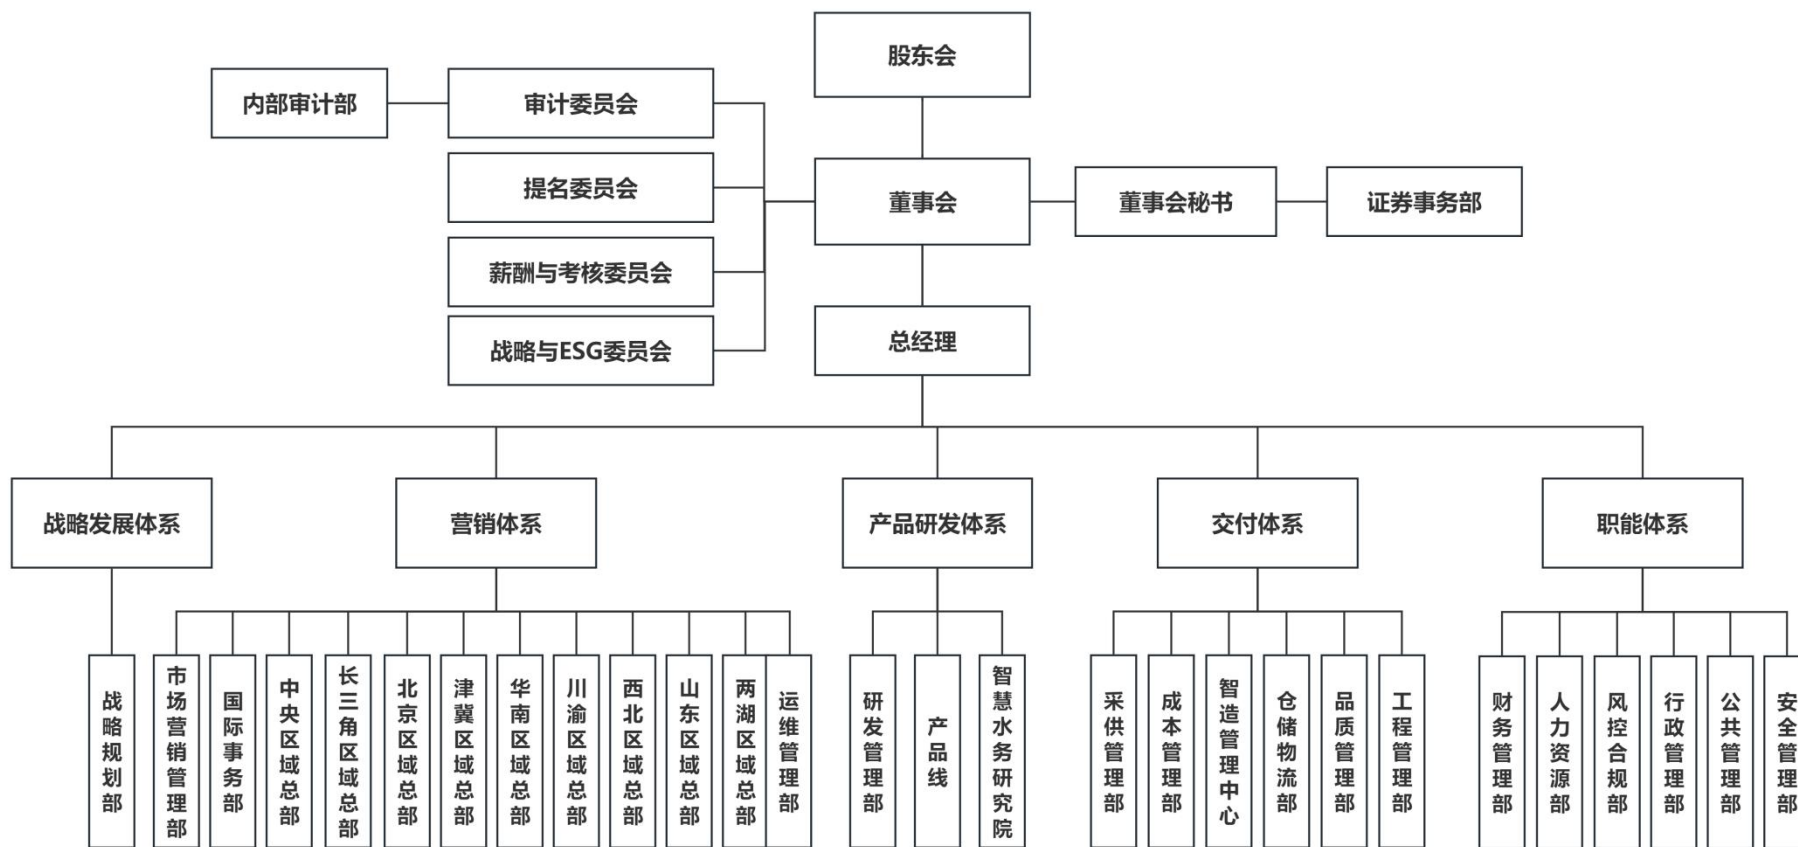 股东会
内部审计部
审计委员会
提名委员会
董事会
董事会秘书
证券事务部
薪酬与考核委员会
总经理
战略与ESG委员会
战略发展体系
营销体系
产品研发体系
交付体系
职能体系
战略规划部
市场营销管理部
国际事务部
中央区域总部
长三角区域总部
北京区域总部
津冀区域总部
华南区域总部
川渝区域总部
西北区域总部
山东区域总部
两湖区域总部
运维管理部
研发管理部
产品线
智慧水务研究院
采供管理部
成本管理部
智造管理中心
仓储物流部
品质管理部
工程管理部
财务管理部
人力资源部
风控合规部
行政管理部
公共管理部
安全管理部